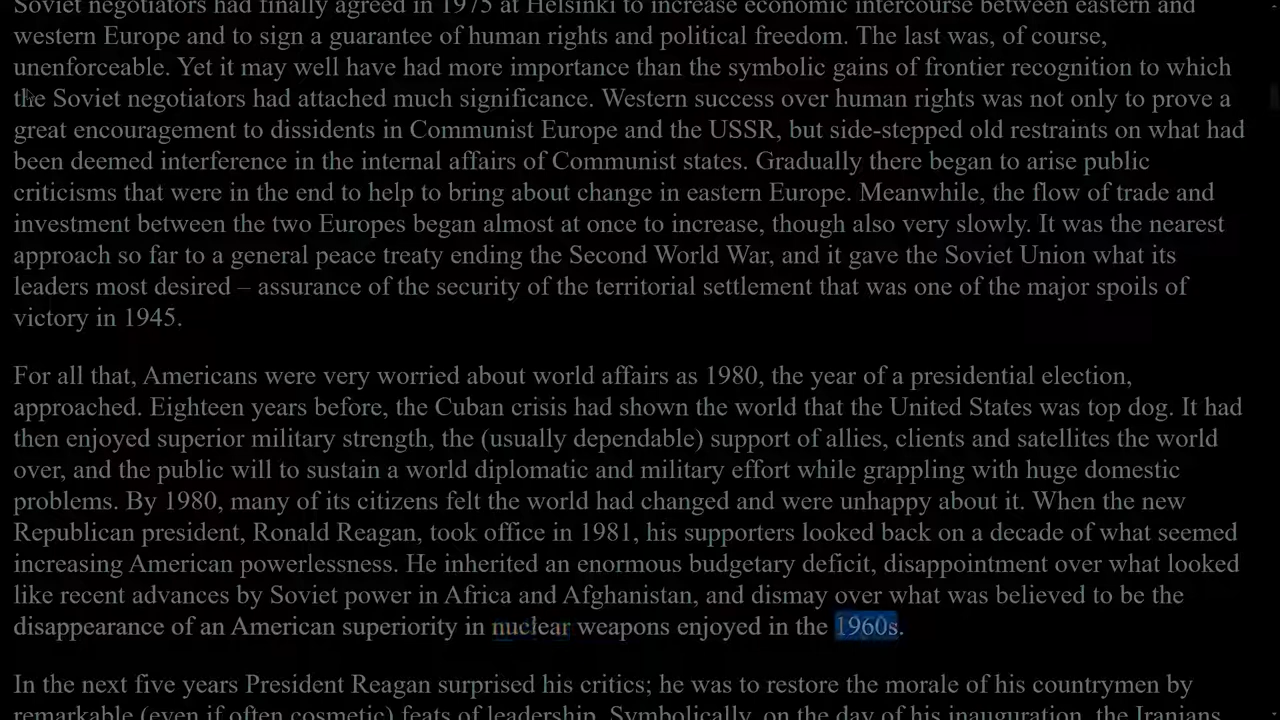 Soviet negotiators had finally agreed in 1975 at Helsinki to increase economic intercourse between eastern and
western Europe and to sign a guarantee of human rights and political freedom. The last was, of course,
unenforceable. Yet it may well have had more importance than the symbolic gains of frontier recognition to which
the Soviet negotiators had attached much significance. Western success over human rights was not only to prove a
great encouragement to dissidents in Communist Europe and the USSR, but side-stepped old restraints on what had
been deemed interference in the internal affairs of Communist states. Gradually there began to arise public
criticisms that were in the end to help to bring about change in eastern Europe. Meanwhile, the flow of trade and
investment between the two Europes began almost at once to increase, though also very slowly. It was the nearest
approach so far to a general peace treaty ending the Second World War, and it gave the Soviet Union what its
leaders most desired – assurance of the security of the territorial settlement that was one of the major spoils of
victory in 1945.
For all that, Americans were very worried about world affairs as 1980, the year of a presidential election,
approached. Eighteen years before, the Cuban crisis had shown the world that the United States was top dog. It had
then enjoyed superior military strength, the (usually dependable) support of allies, clients and satellites the world
over, and the public will to sustain a world diplomatic and military effort while grappling with huge domestic
problems. By 1980, many of its citizens felt the world had changed and were unhappy about it. When the new
Republican president, Ronald Reagan, took office in 1981, his supporters looked back on a decade of what seemed
increasing American powerlessness. He inherited an enormous budgetary deficit, disappointment over what looked
like recent advances by Soviet power in Africa and Afghanistan, and dismay over what was believed to be the
disappearance of an American superiority in nuclear weapons enjoyed in the 1960s.
In the next five years President Reagan surprised his critics; he was to restore the morale of his countrymen by
remarkable (even if often cosmetic) feats of leadership. Symbolically, on the day of his inauguration, the Iranians